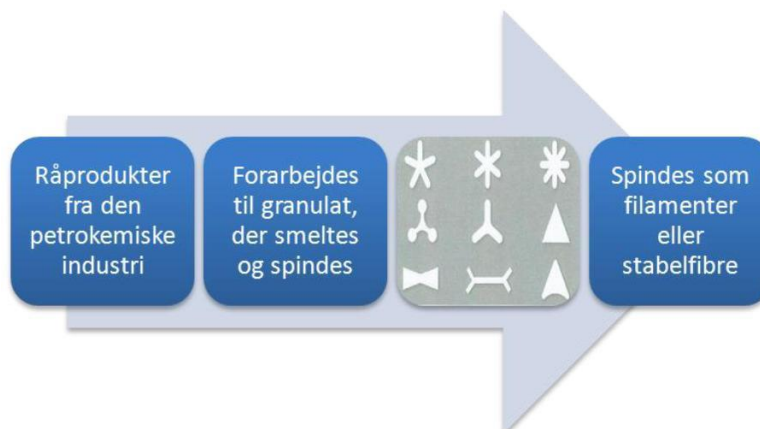 Råprodukter
fra den
petrokemiske
industri
Forarbejdes
til granulat,
der smeltes
og spindes
Spindes som
filamenter
eller
stabelfibre